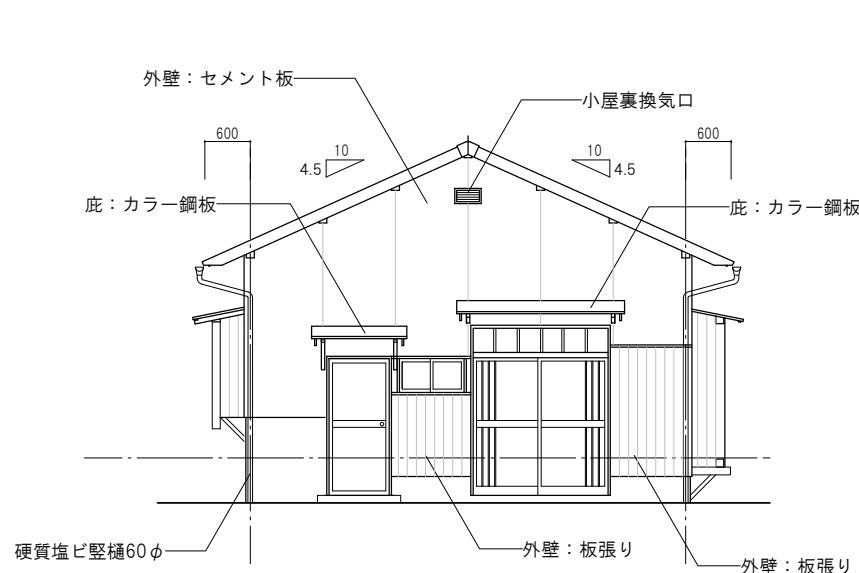 外壁：セメント板
小屋裏換気口
600
10
4.5
10
4.5
600
庇：カラー鋼板
庇：カラー鋼板
硬質塩ビ竪樋60φ
外壁：板張り
外壁：板張り